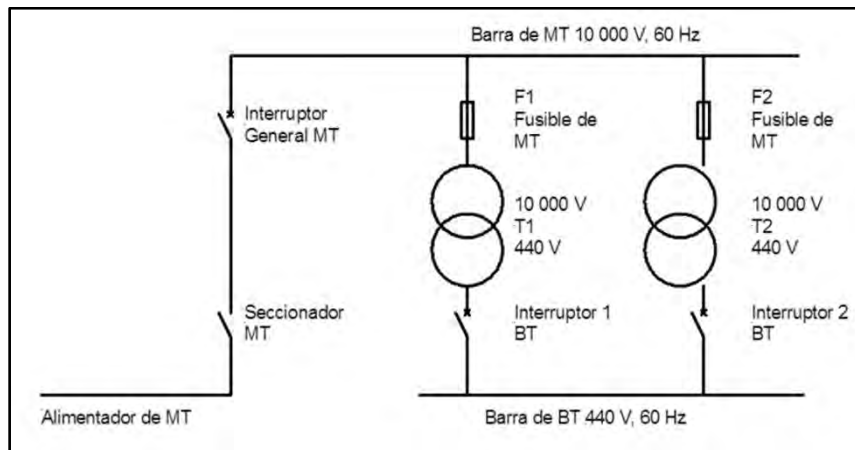 Barra de MT 10 000 V, 60 Hz
Interruptor
General MT
F1
Fusible de
MT
F2
Fusible de
MT
10 000 V
T1
440 V
10 000 V
T2
440 V
Seccionador
MT
Interruptor 1
BT
Interruptor 2
BT
Alimentador de MT
Barra de BT 440 V, 60 Hz